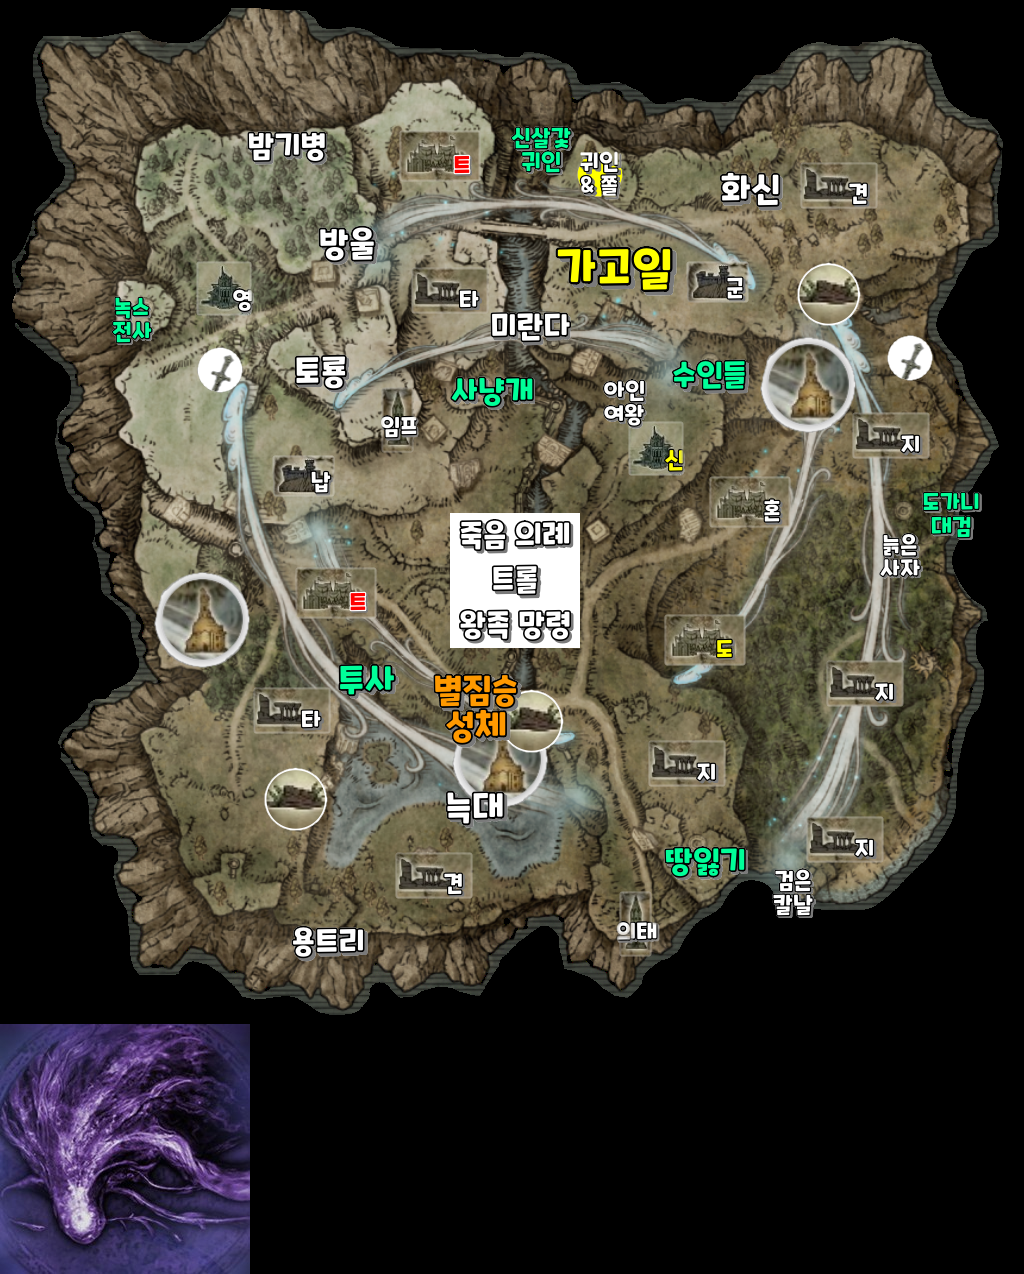 밤기병
트
신살갗
귀인
귀인
& 쫄
화신
견
방울
가고일
영
타
군
녹스
전사
미란다
토룡
사냥개
수인들
아인
여왕
임프
신
지
납
혼
도가니
대검
늙은
사자
죽음 의례
트롤
왕족 망령
트
도
투사
별짐승
성체
지
타
지
늑대
땅잃기
지
견
검은
칼날
용트리
의태